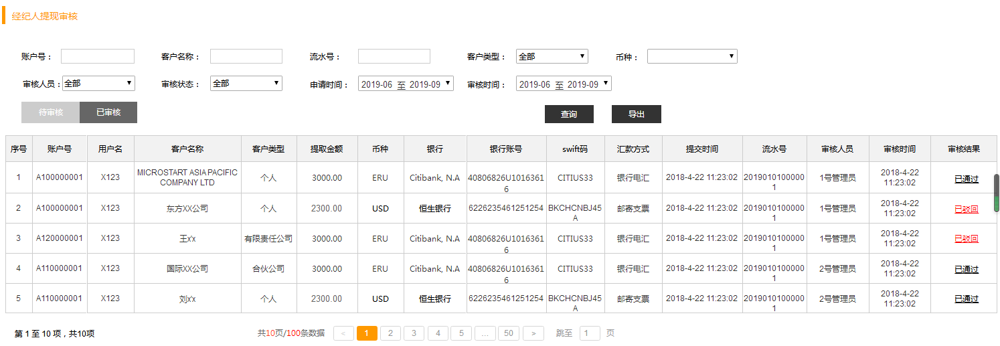 经纪人提现审核
账户号： 客户名称： 流水号： 客户类型： 全部 币种：
审核人员： 全部 审核状态： 全部 申请时间： 2019-06 至 2019-09 审核时间： 2019-06 至 2019-09
待审核 已审核 查询 导出
序号 账户号 用户名 客户名称 客户类型 提取金额 币种 银行 银行账号 swift码 汇款方式 提交时间 流水号 审核人员 审核时间 审核结果
1 A100000001 X123 MICROSTART ASIA PACIFIC COMPANY LTD 个人 3000.00 ERU Citibank, N.A 40806826U10163616 CITIUS33 银行电汇 2018-4-22 11:23:02 20190101000001 1号管理员 2018-4-22 11:23:02 已通过
2 A100000001 X123 东方XX公司 个人 2300.00 USD 恒生银行 6226235461251254 BKCHCNBJ45A 邮寄支票 2018-4-22 11:23:02 20190101000001 1号管理员 2018-4-22 11:23:02 已驳回
3 A120000001 X123 王x'x 有限责任公司 3000.00 ERU Citibank, N.A 40806826U10163616 CITIUS33 银行电汇 2018-4-22 11:23:02 20190101000001 1号管理员 2018-4-22 11:23:02 已驳回
4 A110000001 X123 国际XX公司 合伙公司 3000.00 ERU Citibank, N.A 40806826U10163616 CITIUS33 银行电汇 2018-4-22 11:23:02 20190101000001 2号管理员 2018-4-22 11:23:02 已通过
5 A110000001 X123 刘x'x 个人 2300.00 USD 恒生银行 6226235461251254 BKCHCNBJ45A 邮寄支票 2018-4-22 11:23:02 20190101000001 2号管理员 2018-4-22 11:23:02 已通过
第 1 至 10 项，共10项 共10页/100条数据 < 1 2 3 4 5 ... 50 > 跳至 1 页